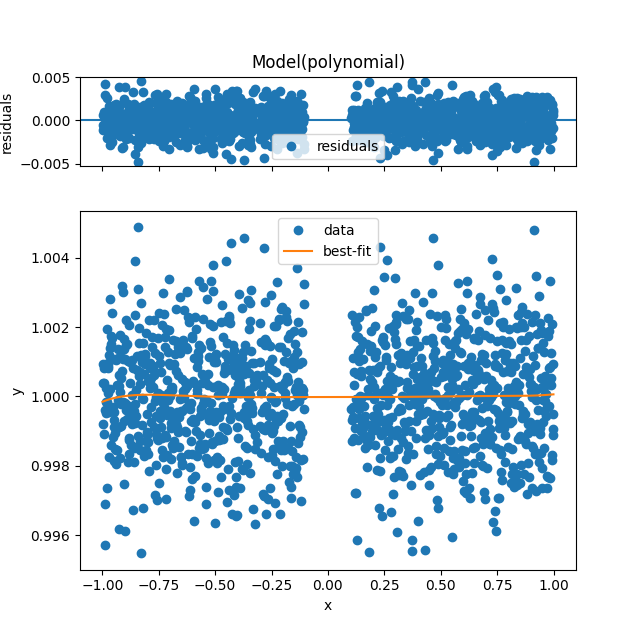 Model(polynomial)
0.005
0.000
−0.005
residuals
residuals
data
best-fit
1.004
1.002
1.000
0.998
0.996
y
−1.00 −0.75 −0.50 −0.25 0.00 0.25 0.50 0.75 1.00
x